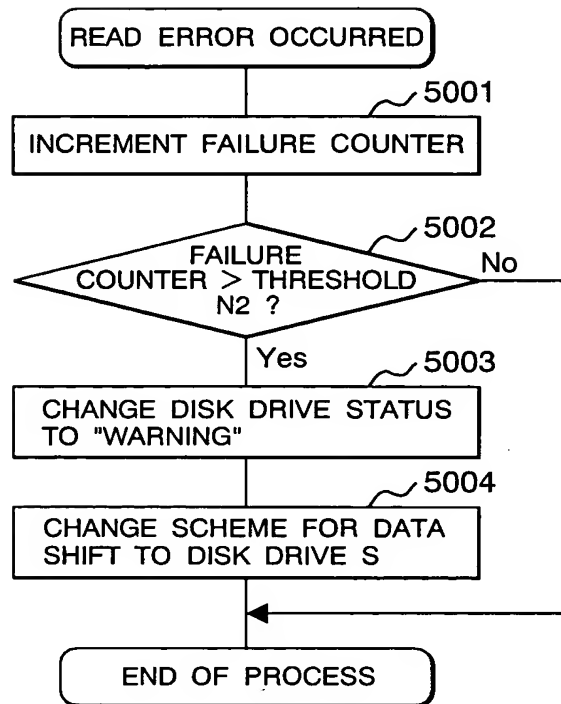 READ ERROR OCCURRED
5001
INCREMENT FAILURE COUNTER
5002
FAILURE
COUNTER > THRESHOLD
N2 ?
No
Yes
5003
CHANGE DISK DRIVE STATUS
TO "WARNING"
5004
CHANGE SCHEME FOR DATA
SHIFT TO DISK DRIVE S
END OF PROCESS